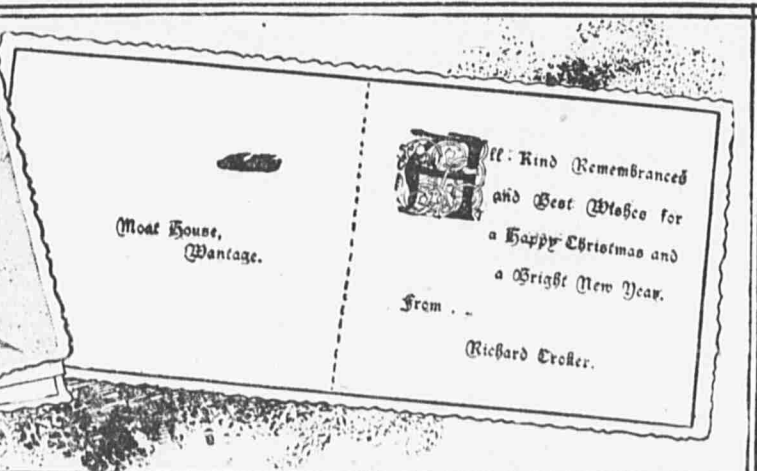 Moat House,
Wantage.
All Kind Remembrances
and Best Wishes for
a Happy Christmas and
a Bright New Year.
From . .
Richard Croker.